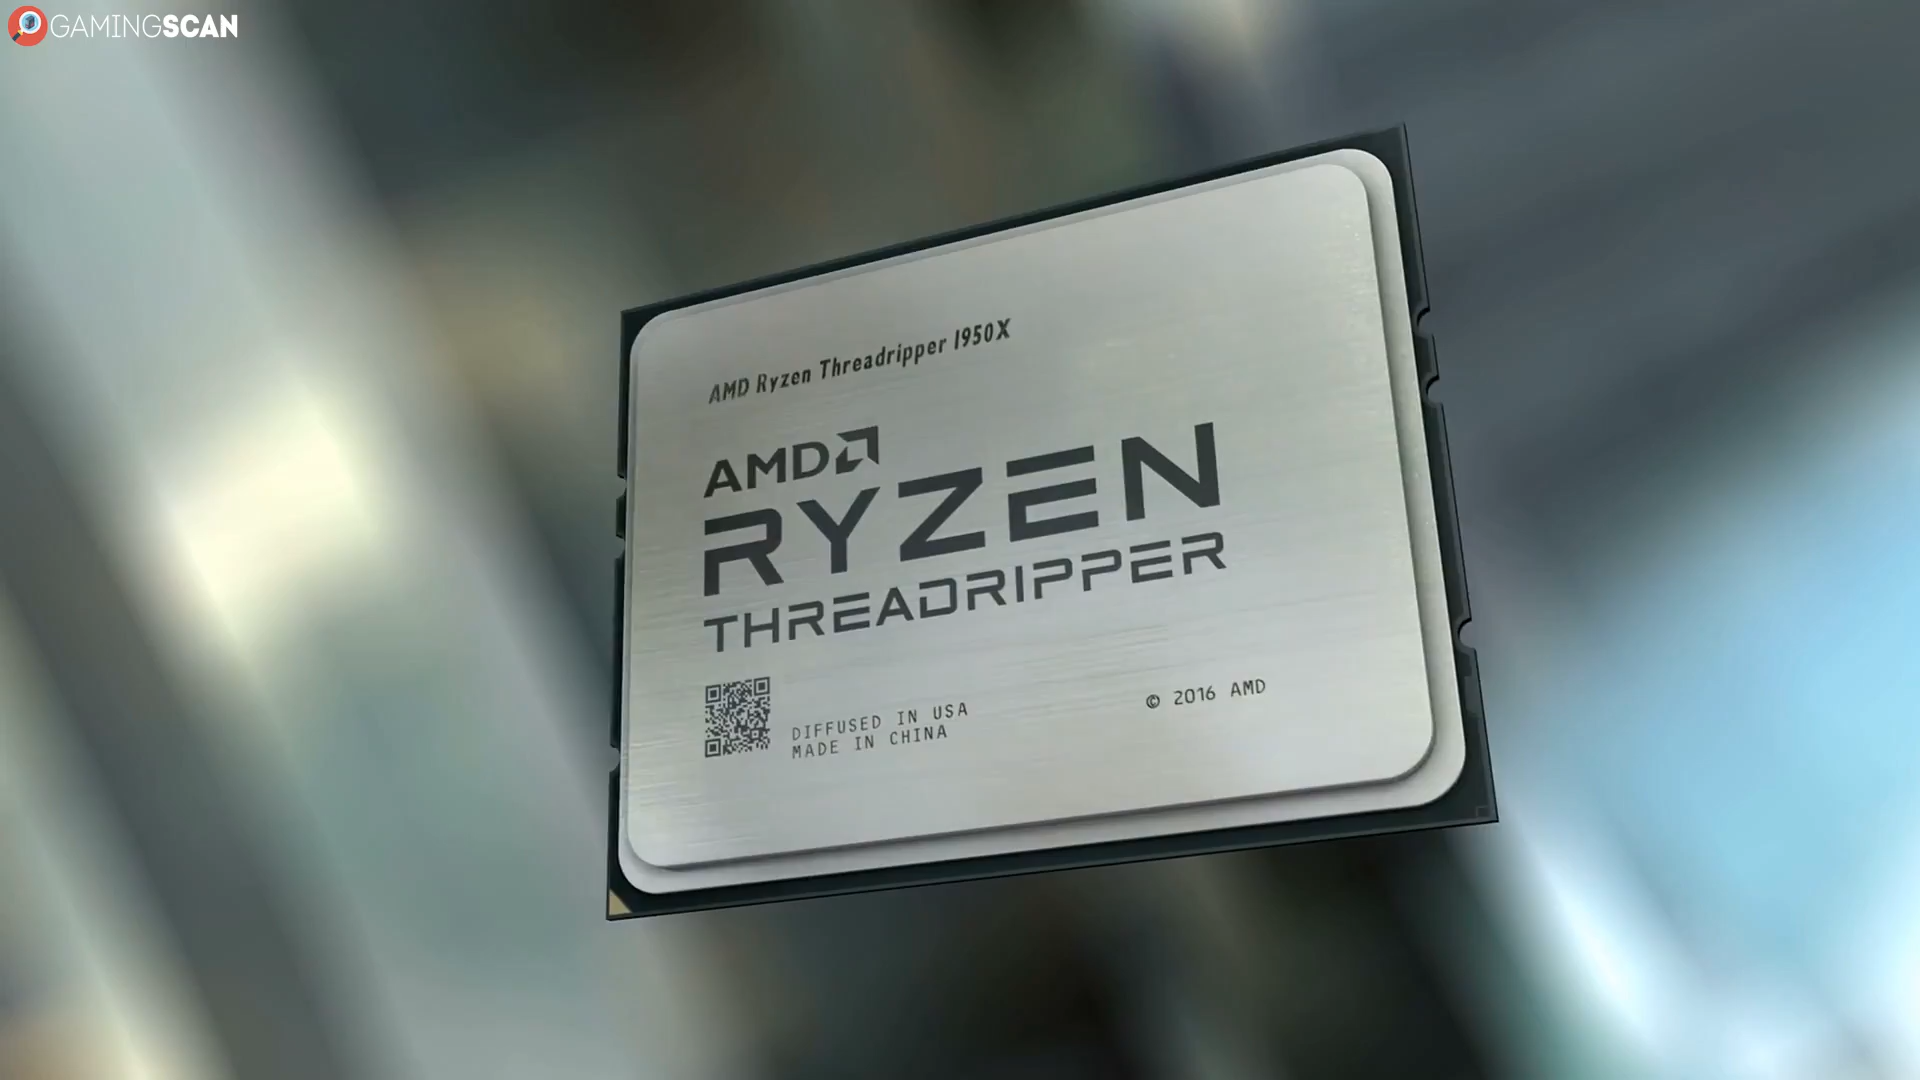 GAMINGSCAN
AMD Ryzen Threadripper 1950X
AMD
RYZEN
THREADRIPPER
DIFFUSED IN USA
MADE IN CHINA
© 2016 AMD